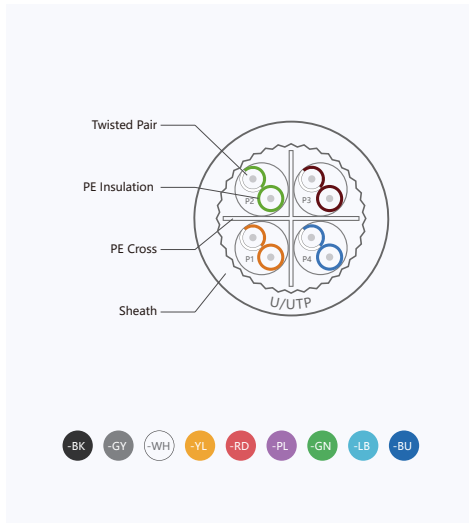 Twisted Pair
PE Insulation
P2
P3
PE Cross
P1
P4
Sheath
U/UTP
-BK -GY -WH -YL -RD -PL -GN -LB -BU